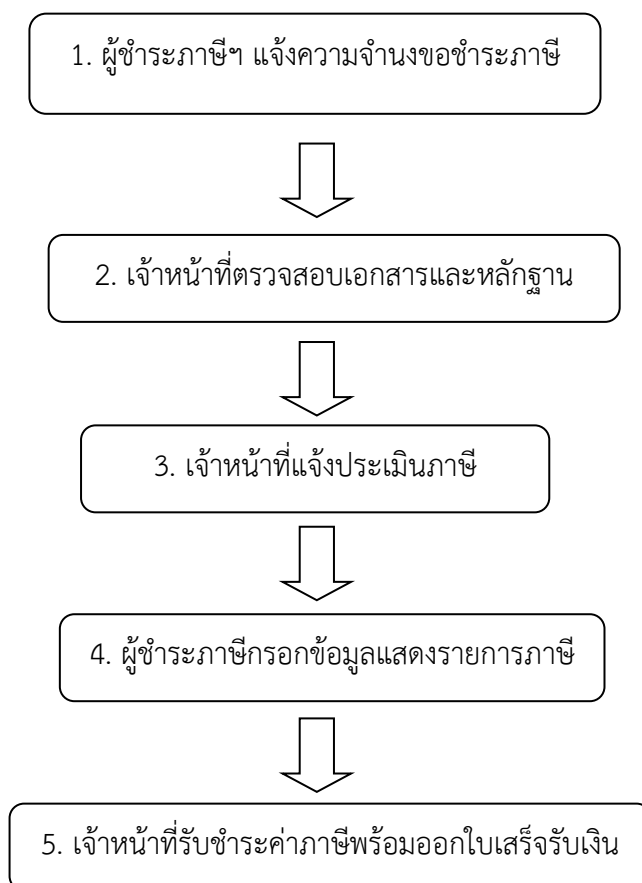 1. ผู้ชำระภาษีฯ แจ้งความจำนงขอชำระภาษี
2. เจ้าหน้าที่ตรวจสอบเอกสารและหลักฐาน
3. เจ้าหน้าที่แจ้งประเมินภาษี
4. ผู้ชำระภาษีกรอกข้อมูลแสดงรายการภาษี
5. เจ้าหน้าที่รับชำระค่าภาษีพร้อมออกใบเสร็จรับเงิน